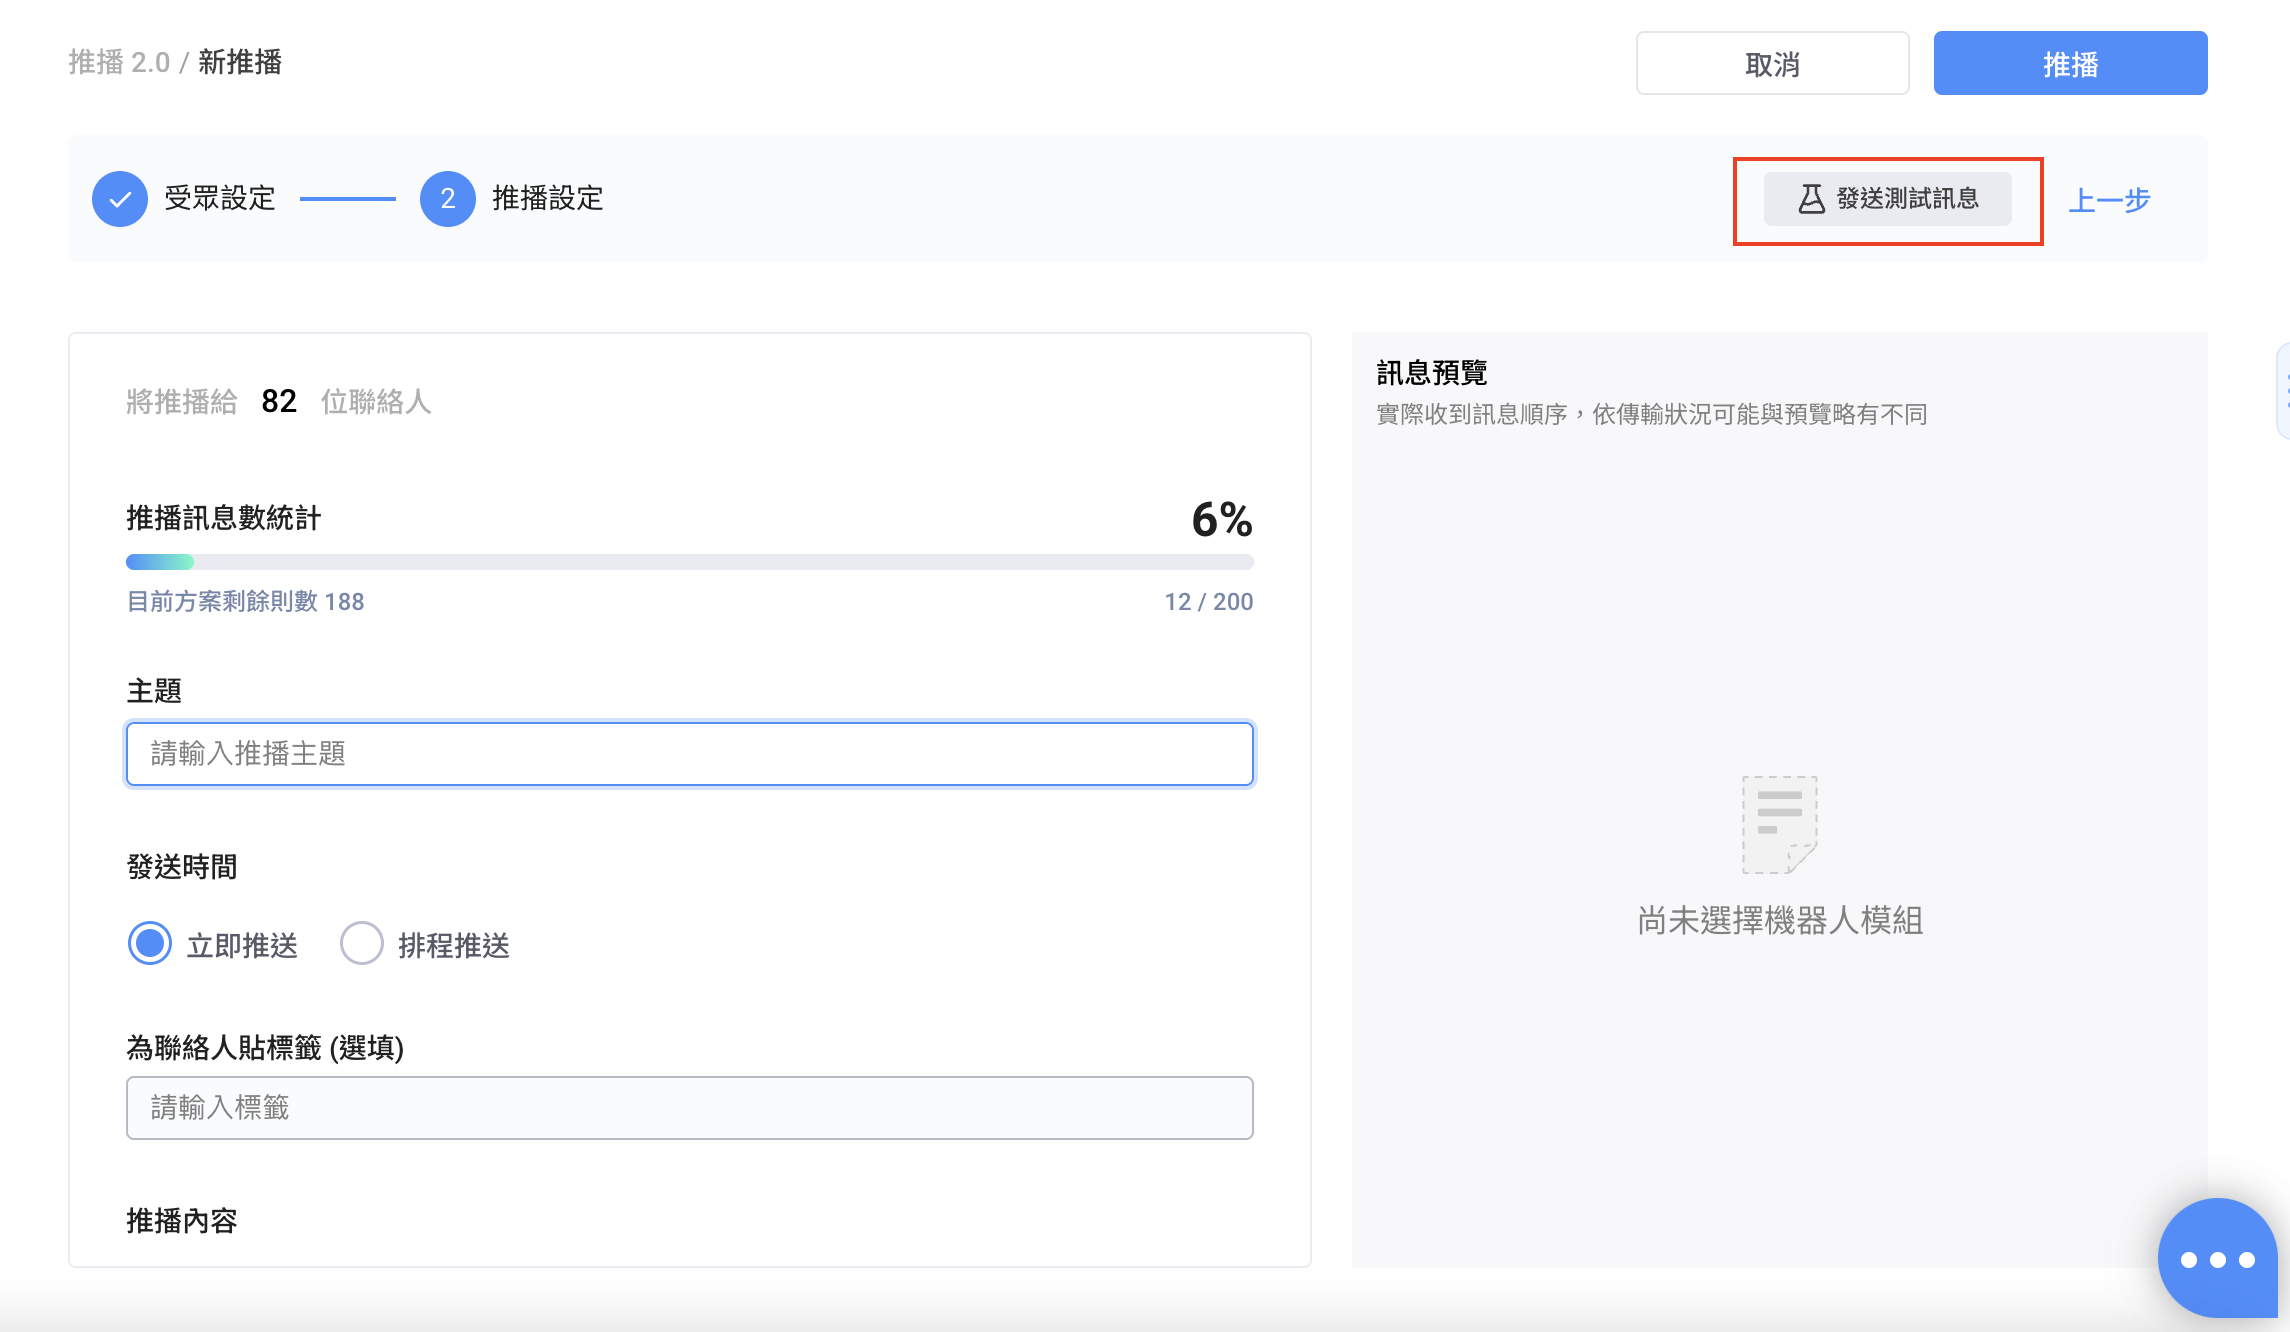 推播 2.0 / 新推播
取消
推播
受眾設定
2
推播設定
發送測試訊息
上一步
將推播給 82 位聯絡人
推播訊息數統計
6%
目前方案剩餘則數 188
12 / 200
主題
請輸入推播主題
發送時間
立即推送
排程推送
為聯絡人貼標籤 (選填)
請輸入標籤
推播內容
訊息預覽
實際收到訊息順序，依傳輸狀況可能與預覽略有不同
尚未選擇機器人模組